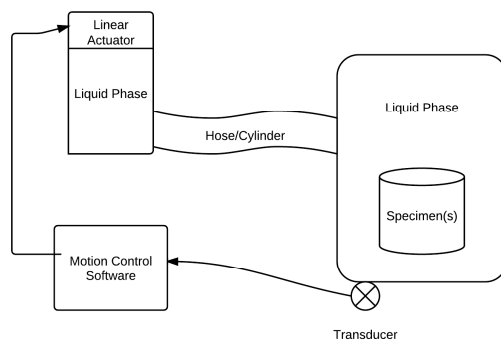 Linear
Actuator
Liquid Phase
Hose/Cylinder
Liquid Phase
Specimen(s)
Motion Control
Software
Transducer